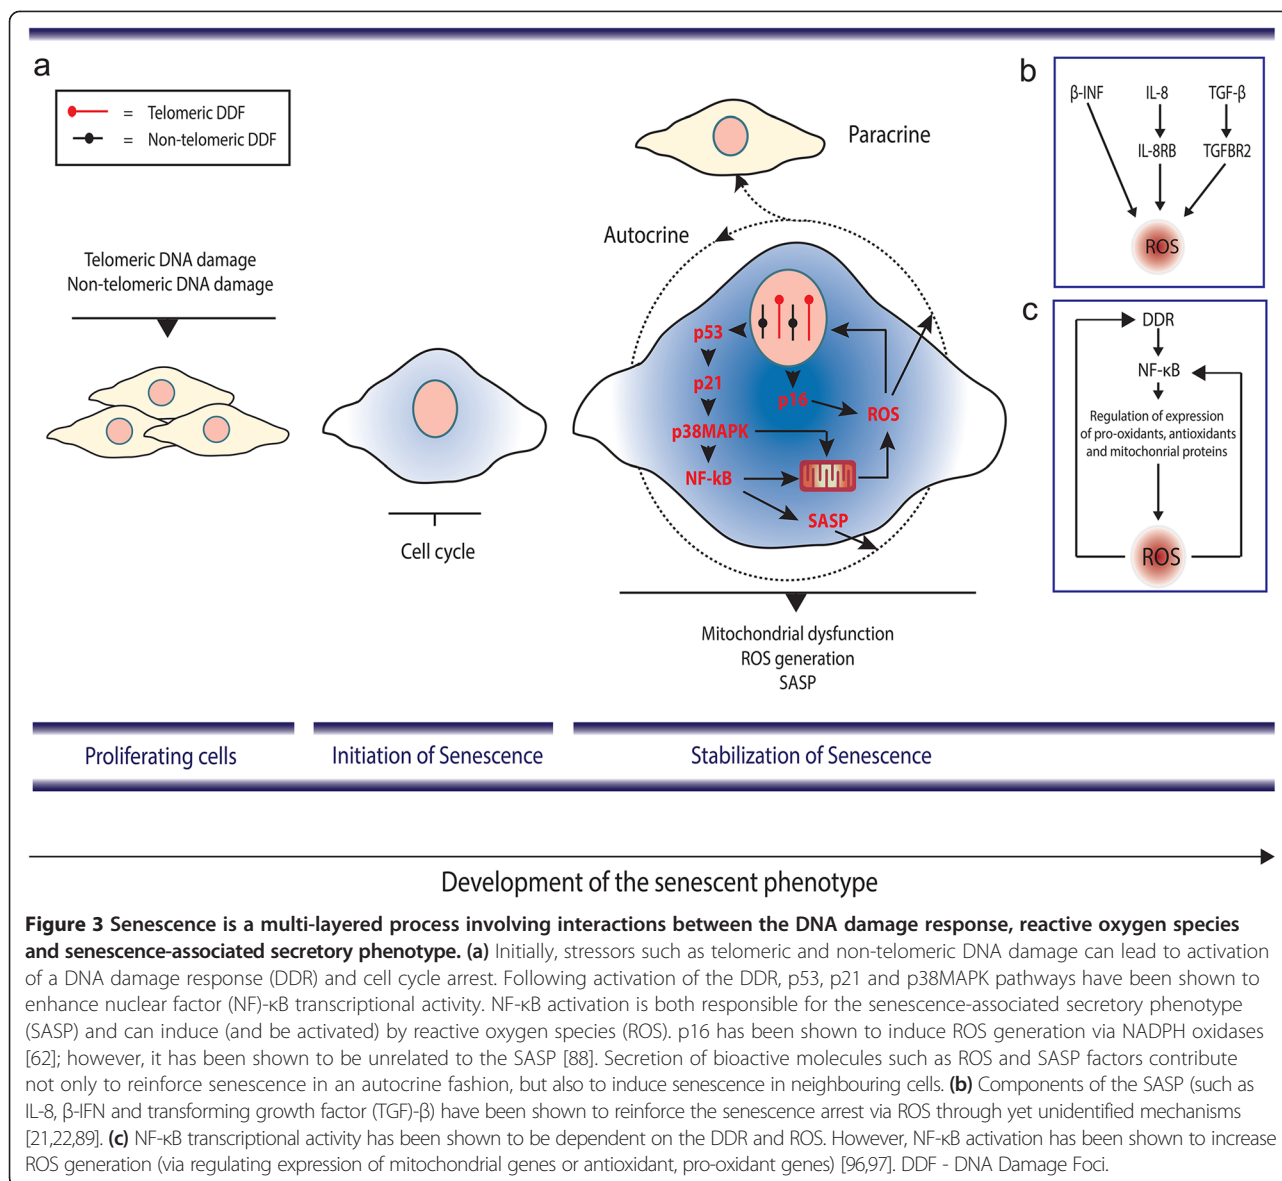 a
= Telomeric DDF
= Non-telomeric DDF
Telomeric DNA damage
Non-telomeric DNA damage
Cell cycle
Paracrine
Autocrine
p53
p21
p16
ROS
p38MAPK
NF-kB
SASP
Mitochondrial dysfunction
ROS generation
SASP
b
β-INF IL-8 TGF-β
IL-8RB TGFBR2
ROS
c
DDR
NF-κB
Regulation of expression
of pro-oxidants, antioxidants
and mitochonrial proteins
ROS
Proliferating cells
Initiation of Senescence
Stabilization of Senescence
Development of the senescent phenotype
Figure 3 Senescence is a multi-layered process involving interactions between the DNA damage response, reactive oxygen species
and senescence-associated secretory phenotype. (a) Initially, stressors such as telomeric and non-telomeric DNA damage can lead to activation
of a DNA damage response (DDR) and cell cycle arrest. Following activation of the DDR, p53, p21 and p38MAPK pathways have been shown to
enhance nuclear factor (NF)-κB transcriptional activity. NF-κB activation is both responsible for the senescence-associated secretory phenotype
(SASP) and can induce (and be activated) by reactive oxygen species (ROS). p16 has been shown to induce ROS generation via NADPH oxidases
[62]; however, it has been shown to be unrelated to the SASP [88]. Secretion of bioactive molecules such as ROS and SASP factors contribute
not only to reinforce senescence in an autocrine fashion, but also to induce senescence in neighbouring cells. (b) Components of the SASP (such as
IL-8, β-IFN and transforming growth factor (TGF)-β) have been shown to reinforce the senescence arrest via ROS through yet unidentified mechanisms
[21,22,89]. (c) NF-κB transcriptional activity has been shown to be dependent on the DDR and ROS. However, NF-κB activation has been shown to increase
ROS generation (via regulating expression of mitochondrial genes or antioxidant, pro-oxidant genes) [96,97]. DDF - DNA Damage Foci.